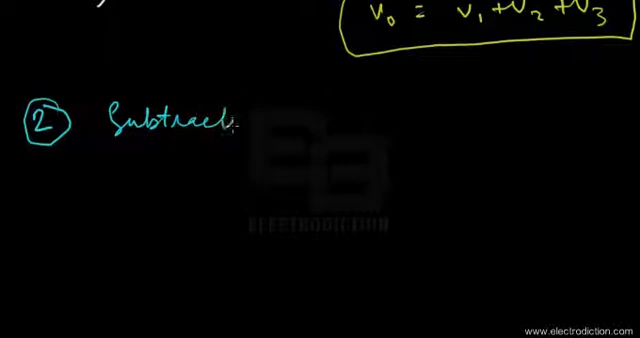 V₀ = V₁ + V₂ + V₃
2 Subtract
ELECTRODICTION
www.electrodiction.com